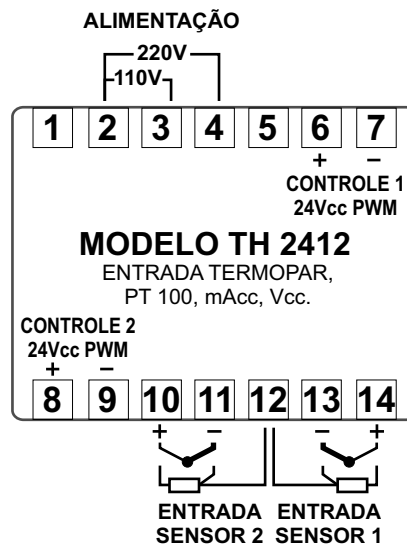 ALIMENTAÇÃO
220V
110V
1 2 3 4 5 6 7
+ −
CONTROLE 1
24Vcc PWM
MODELO TH 2412
ENTRADA TERMOPAR,
PT 100, mAcc, Vcc.
CONTROLE 2
24Vcc PWM
+ −
8 9 10 11 12 13 14
+ − − +
ENTRADA ENTRADA
SENSOR 2 SENSOR 1